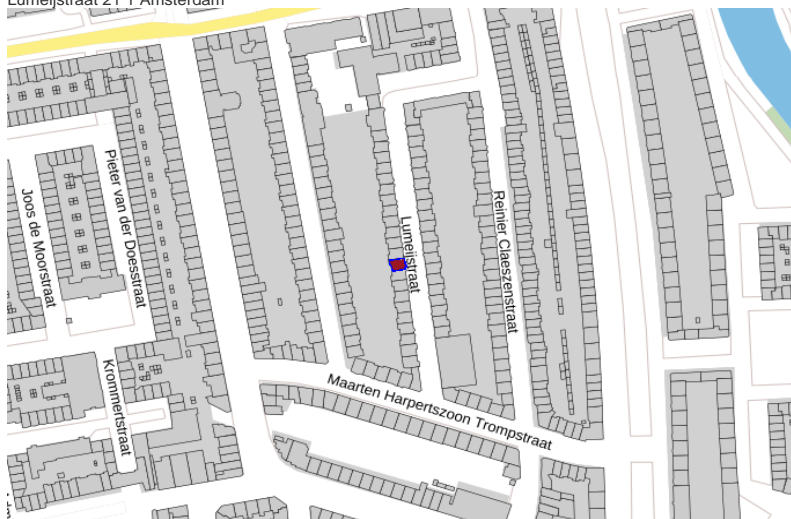 Lumeijstraat 21 1 Amsterdam
Joos de Moorstraat
Pieter van der Doesstraat
Lumeijstraat
Reinier Claeszenstraat
Krommertstraat
Maarten Harpertszoon Trompstraat